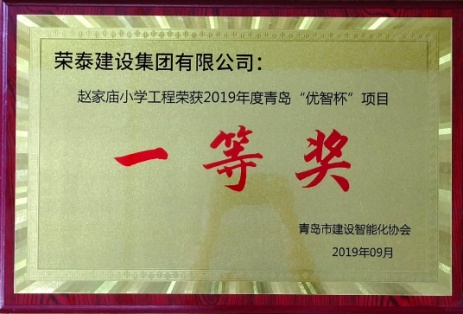 荣泰建设集团有限公司：
赵家庙小学工程荣获2019年度青岛“优智杯”项目
一等奖
青岛市建设智能化协会
2019年09月